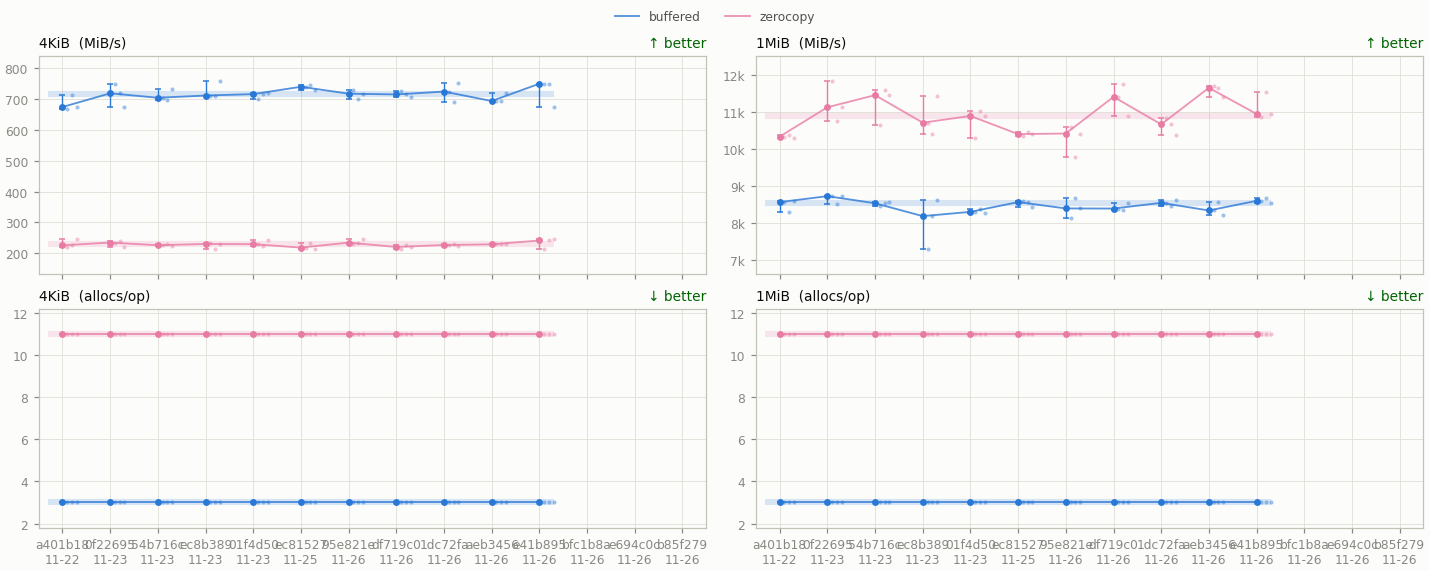 buffered zerocopy
4KiB (MiB/s) ↑ better
800
700
600
500
400
300
200
1MiB (MiB/s) ↑ better
12k
11k
10k
9k
8k
7k
4KiB (allocs/op) ↓ better
12
10
8
6
4
2
a401b18 0f22695 54b716c ec8b389 01f4d50 ec81527 95e821e df719c0 1dc72fa aeb3456 641b895 bfc1b8a e694c0c b85f279
11-22 11-23 11-23 11-23 11-23 11-25 11-26 11-26 11-26 11-26 11-26 11-26 11-26 11-26
1MiB (allocs/op) ↓ better
12
10
8
6
4
2
a401b18 0f22695 54b716c ec8b389 01f4d50 ec81527 95e821e df719c0 1dc72fa aeb3456 641b895 bfc1b8a e694c0c b85f279
11-22 11-23 11-23 11-23 11-23 11-25 11-26 11-26 11-26 11-26 11-26 11-26 11-26 11-26